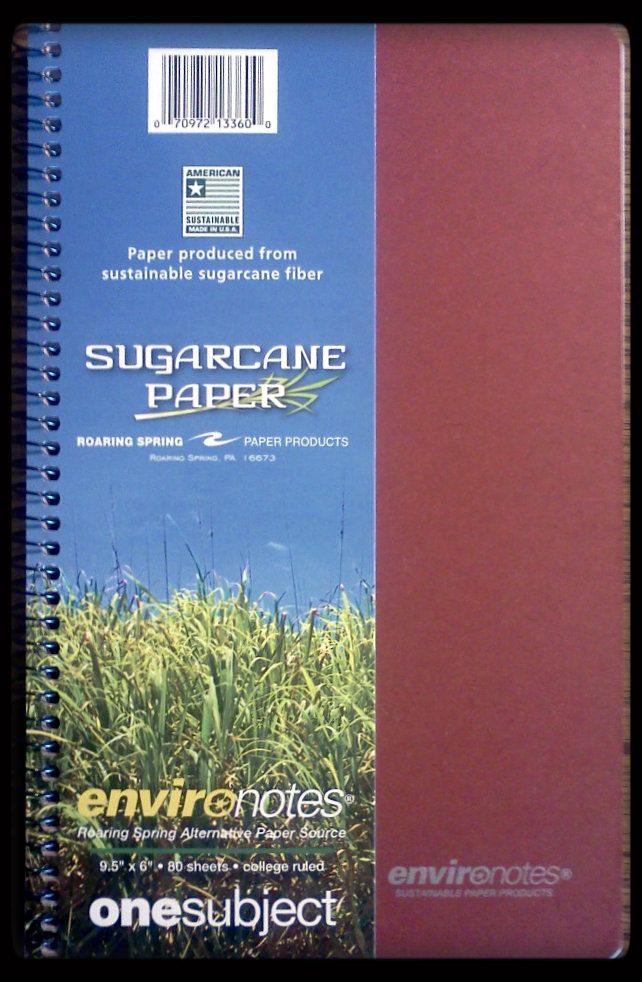 0 70972 13360 0
AMERICAN
SUSTAINABLE
MADE IN U.S.A.
Paper produced from
sustainable sugarcane fiber
SUGARCANE
PAPER
ROARING SPRING PAPER PRODUCTS
ROARING SPRING, PA 16673
environotes®
Roaring Spring Alternative Paper Source
9.5" x 6" • 80 sheets • college ruled
onesubject
environotes®
SUSTAINABLE PAPER PRODUCTS